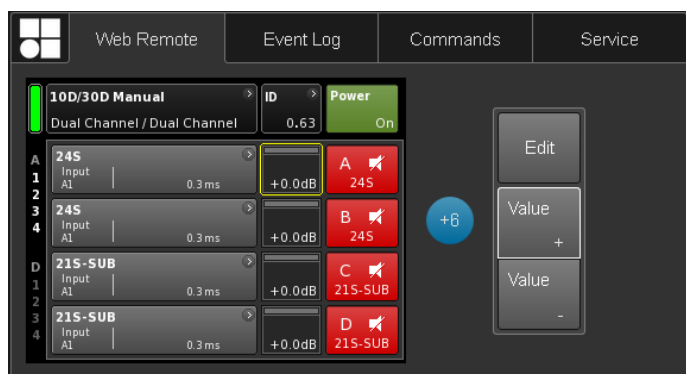 Web Remote Event Log Commands Service
10D/30D Manual ID Power
Dual Channel / Dual Channel 0.63 On
A
1
2
3
4
D
1
2
3
4
24S
Input
A1 0.3 ms +0.0dB
A
24S
24S
Input
A1 0.3 ms +0.0dB
B
24S
21S-SUB
Input
A1 0.3 ms +0.0dB
C
21S-SUB
21S-SUB
Input
A1 0.3 ms +0.0dB
D
21S-SUB
+6
Edit
Value
+
Value
-